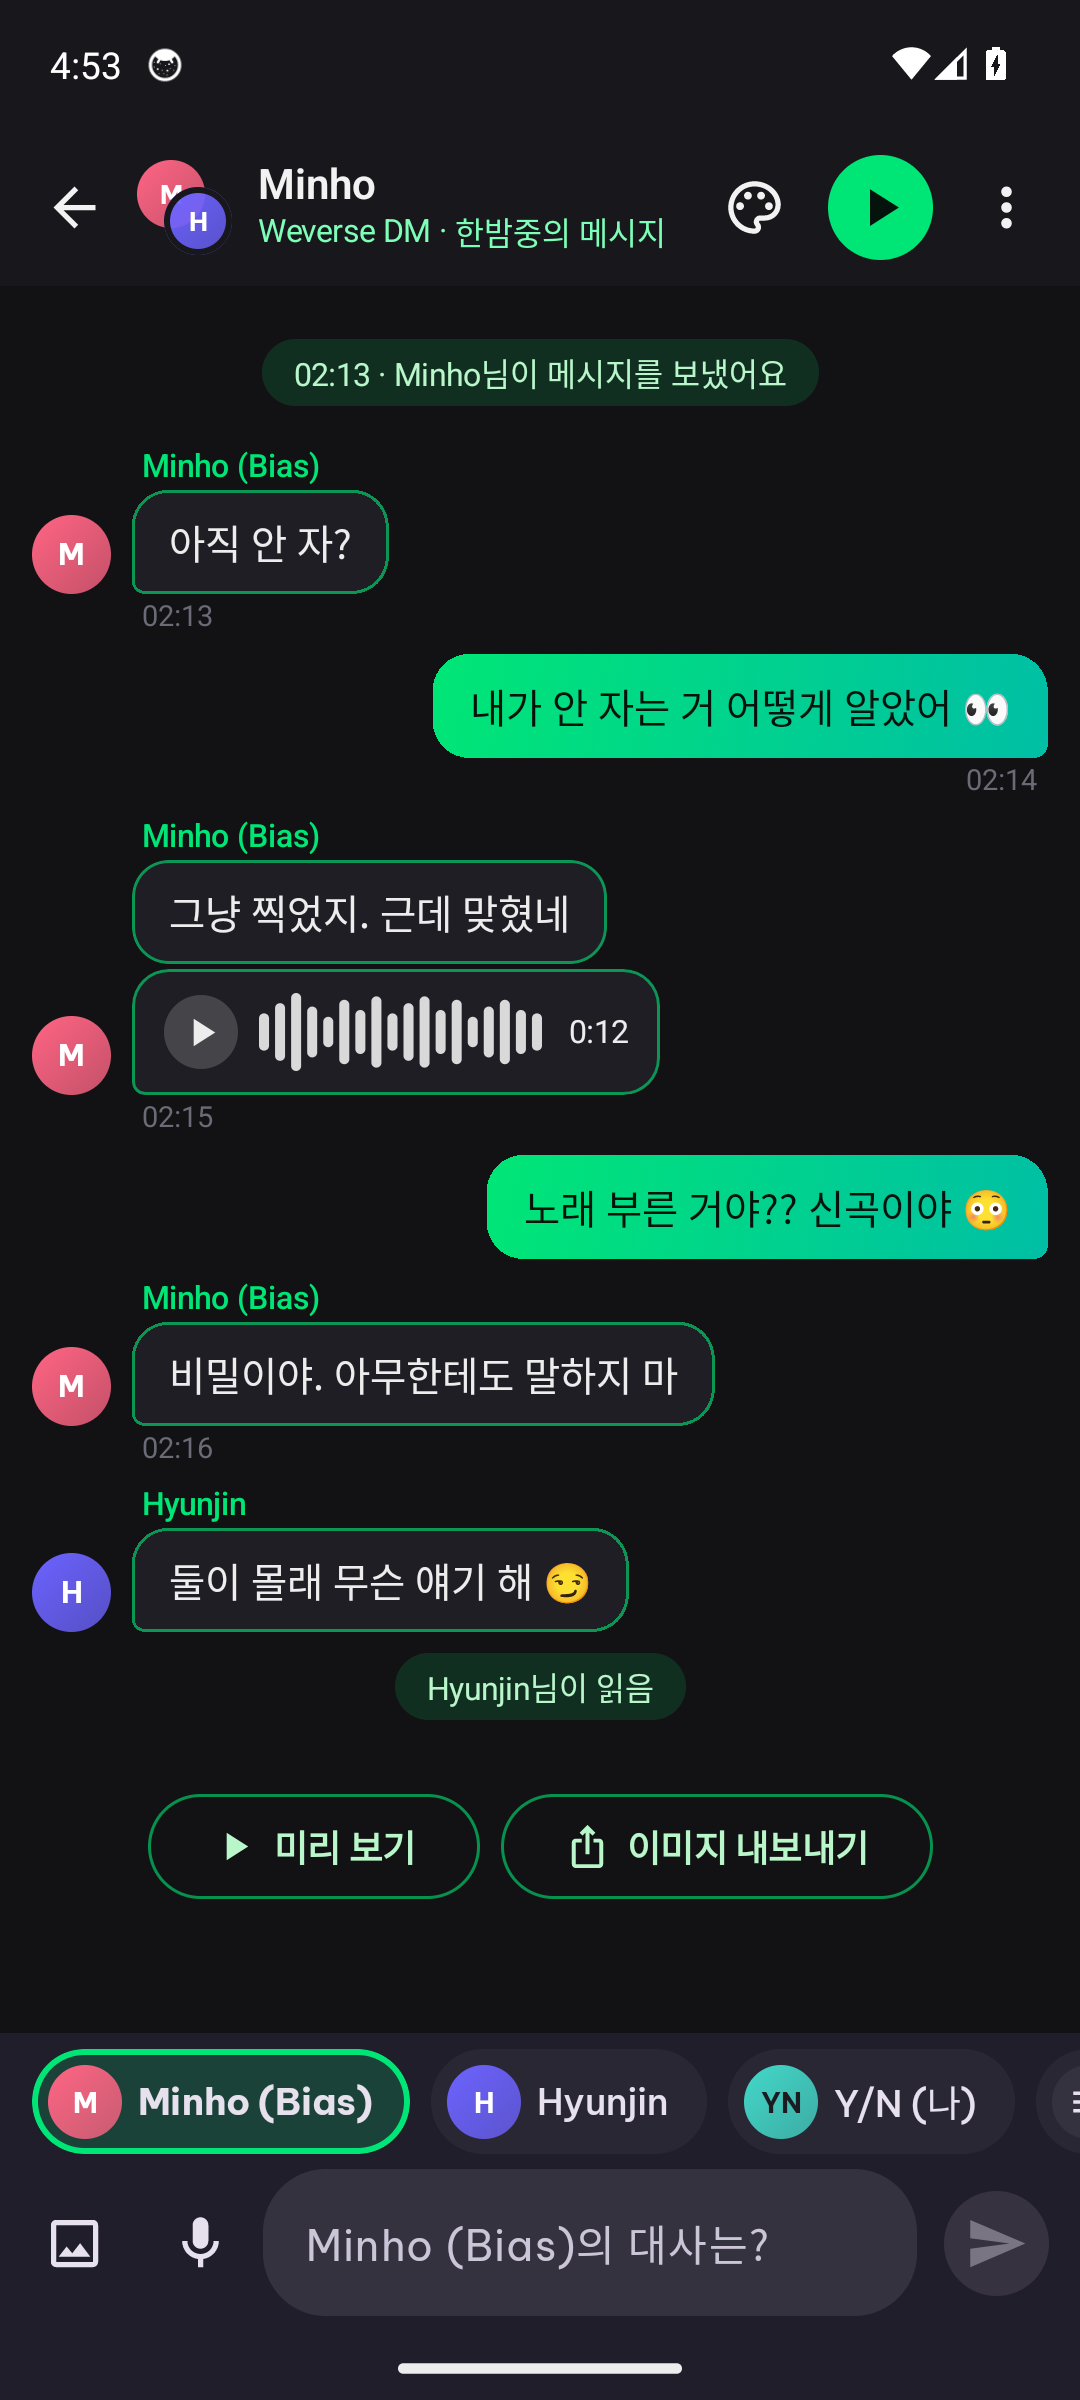 4:53
M
H
Minho
Weverse DM · 한밤중의 메시지
02:13 · Minho님이 메시지를 보냈어요
Minho (Bias)
M
아직 안 자?
02:13
내가 안 자는 거 어떻게 알았어 👀
02:14
Minho (Bias)
그냥 찍었지. 근데 맞혔네
M
0:12
02:15
노래 부른 거야?? 신곡이야 😳
Minho (Bias)
M
비밀이야. 아무한테도 말하지 마
02:16
Hyunjin
H
둘이 몰래 무슨 얘기 해 😏
Hyunjin님이 읽음
미리 보기
이미지 내보내기
M Minho (Bias)
H Hyunjin
YN Y/N (나)
Minho (Bias)의 대사는?